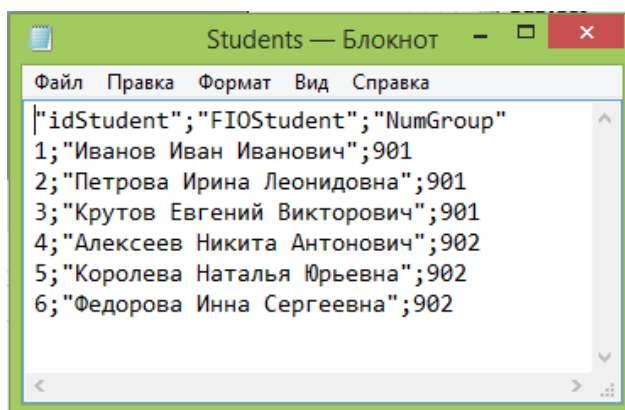 Students — Блокнот
Файл Правка Формат Вид Справка
"idStudent";"FIOStudent";"NumGroup"
1;"Иванов Иван Иванович";901
2;"Петрова Ирина Леонидовна";901
3;"Крутов Евгений Викторович";901
4;"Алексеев Никита Антонович";902
5;"Королева Наталья Юрьевна";902
6;"Федорова Инна Сергеевна";902